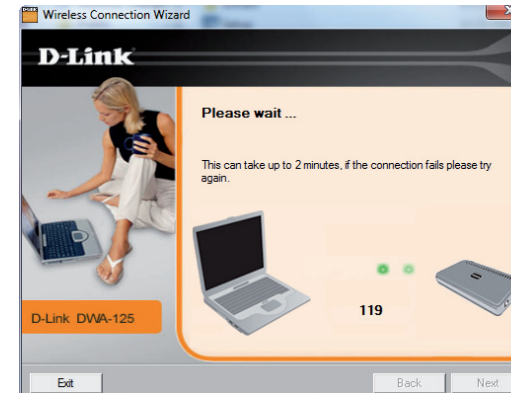 Wireless Connection Wizard
D-Link
Please wait ...
This can take up to 2 minutes, if the connection fails please try
again.
119
D-Link DWA-125
Exit
Back
Next